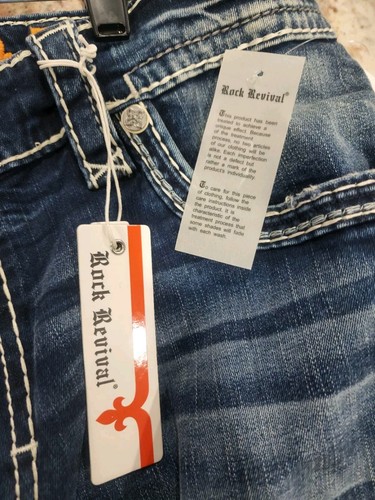 Rock Revival®
This product has been
treated to achieve a
unique effect. Because
of the treatment
process, no two articles
of our clothing will be
alike. Each imperfection
is not a defect but
rather a mark of the
product's individuality.
To care for this piece
of clothing, follow the
care instructions inside
the product. It is
characteristic of the
treatment process that
some shades will fade
with each wash.
Rock Revival®